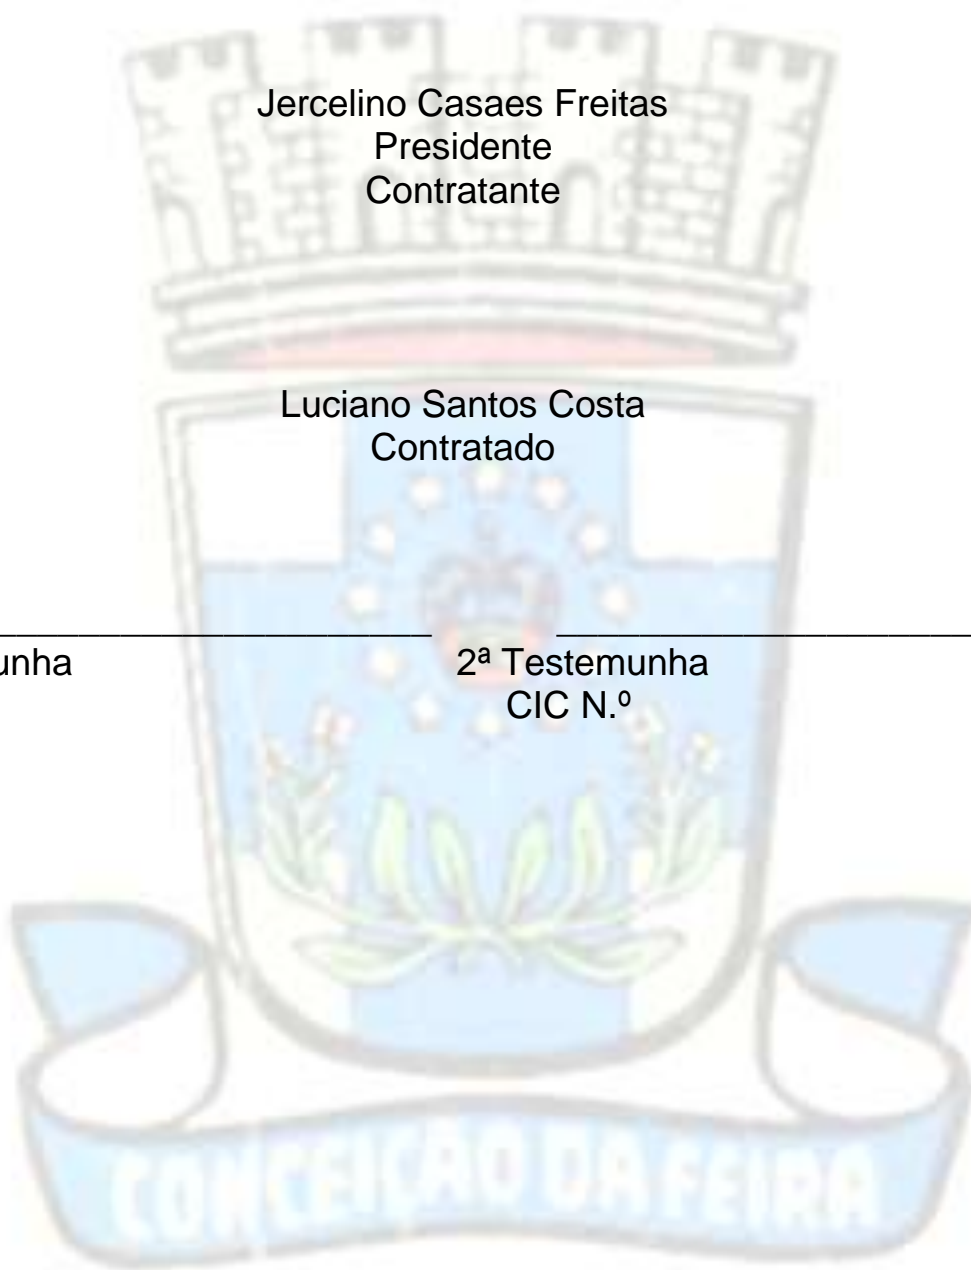 Jercelino Casaes Freitas
Presidente
Contratante
Luciano Santos Costa
Contratado
unha 2ª Testemunha
CIC N.º
CONCEIÇÃO DA FEIRA